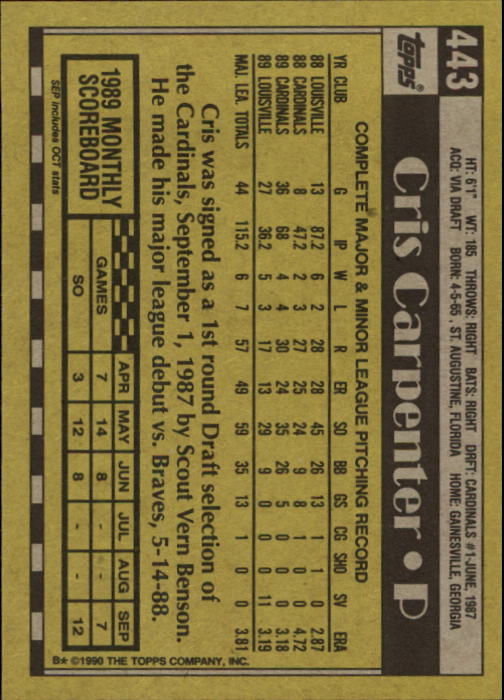 443
Topps®
Cris Carpenter • P
HT: 6'1" WT: 185 THROWS: RIGHT BATS: RIGHT DRFT: CARDINALS #1-JUNE, 1987
ACQ: VIA DRAFT BORN: 4-5-65, ST. AUGUSTINE, FLORIDA HOME: GAINESVILLE, GEORGIA
COMPLETE MAJOR & MINOR LEAGUE PITCHING RECORD
YR CLUB G IP W L R ER SO BB GS CG SHO SV ERA
88 LOUISVILLE 13 87.2 6 2 28 28 45 26 13 1 1 0 2.87
88 CARDINALS 8 47.2 2 3 27 25 24 9 8 1 0 0 4.72
89 CARDINALS 36 68 4 4 30 24 35 26 5 0 0 0 3.18
89 LOUISVILLE 27 36.2 5 3 17 13 29 9 0 0 0 11 3.19
MAJ. LEA. TOTALS 44 115.2 6 7 57 49 59 35 13 1 0 0 3.81
Cris was signed as a 1st round Draft selection of
the Cardinals, September 1, 1987 by Scout Vern Benson.
He made his major league debut vs. Braves, 5-14-88.
1989 MONTHLY
SCOREBOARD
SEP includes OCT stats
APR MAY JUN JUL AUG SEP
GAMES 7 14 8 - - 7
SO 3 12 8 - - 12
B* ©1990 THE TOPPS COMPANY, INC.